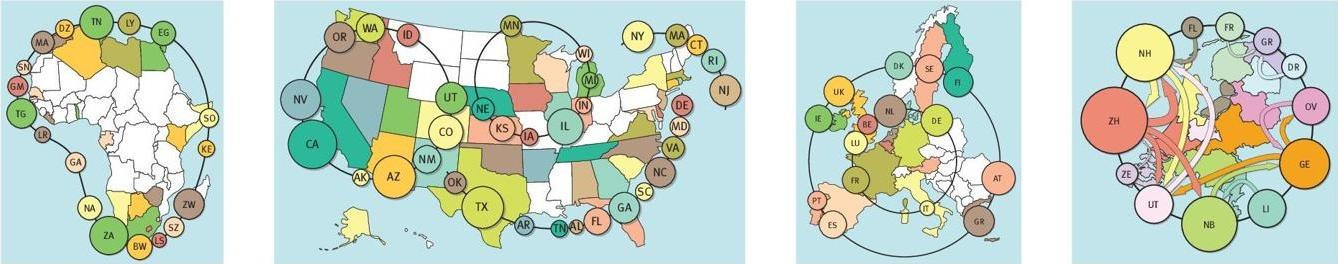 TN
LY
DZ
EG
MA
SN
GM
TG
SO
LR
KE
GA
NA
ZW
SZ
ZA
LS
BW
MN
WA
ID
OR
NY
MA
CT
WI
RI
MI
NJ
NV
UT
NE
IN
DE
CO
KS
IA
IL
MD
CA
VA
NM
AK
AZ
OK
NC
SC
TX
GA
AR
TN
AL
FL
DK
SE
FI
UK
NL
IE
BE
DE
LU
FR
AT
PT
IT
ES
GR
FL
FR
GR
NH
DR
ZH
OV
GE
ZE
UT
NB
LI